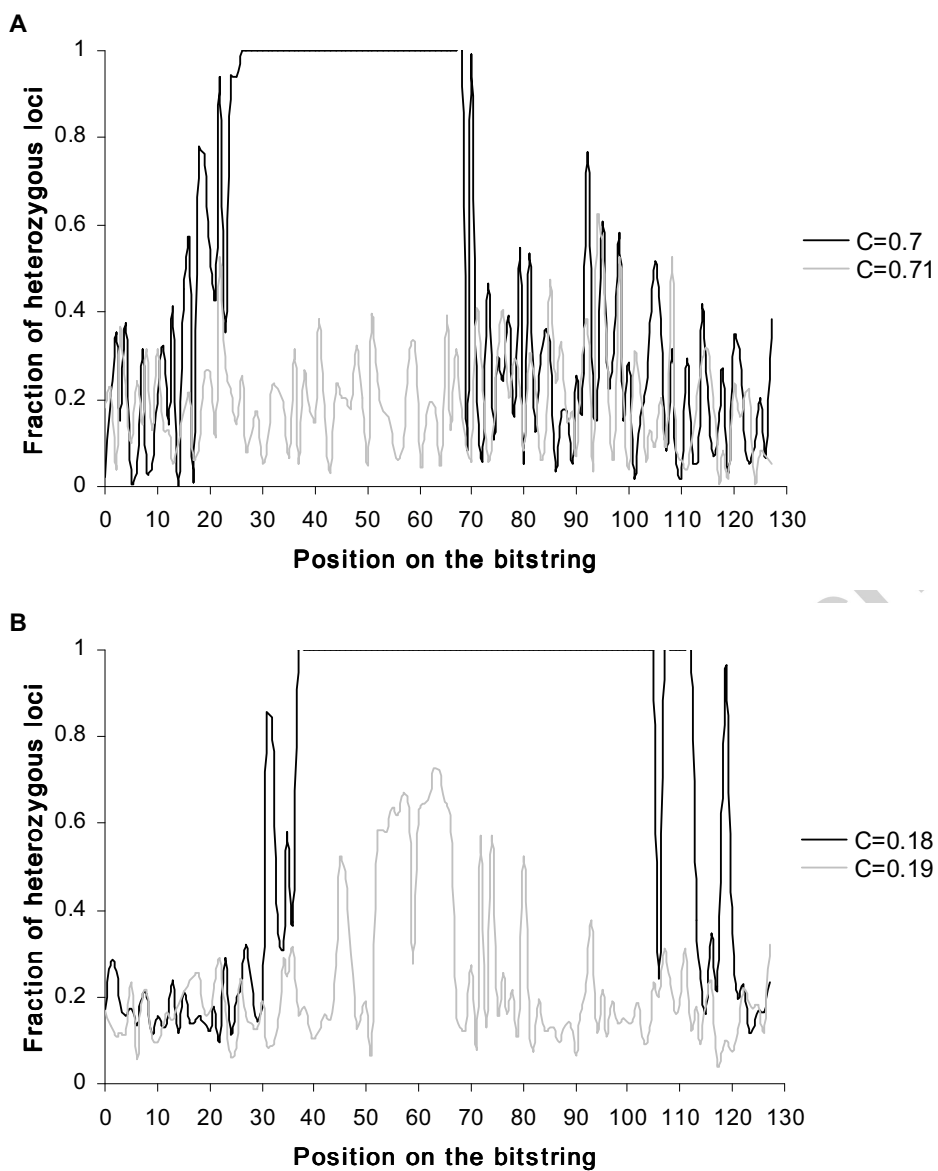 A
1
0.8
0.6
0.4
0.2
0
Fraction of heterozygous loci
0 10 20 30 40 50 60 70 80 90 100 110 120 130
Position on the bitstring
C=0.7
C=0.71
B
1
0.8
0.6
0.4
0.2
0
Fraction of heterozygous loci
0 10 20 30 40 50 60 70 80 90 100 110 120 130
Position on the bitstring
C=0.18
C=0.19